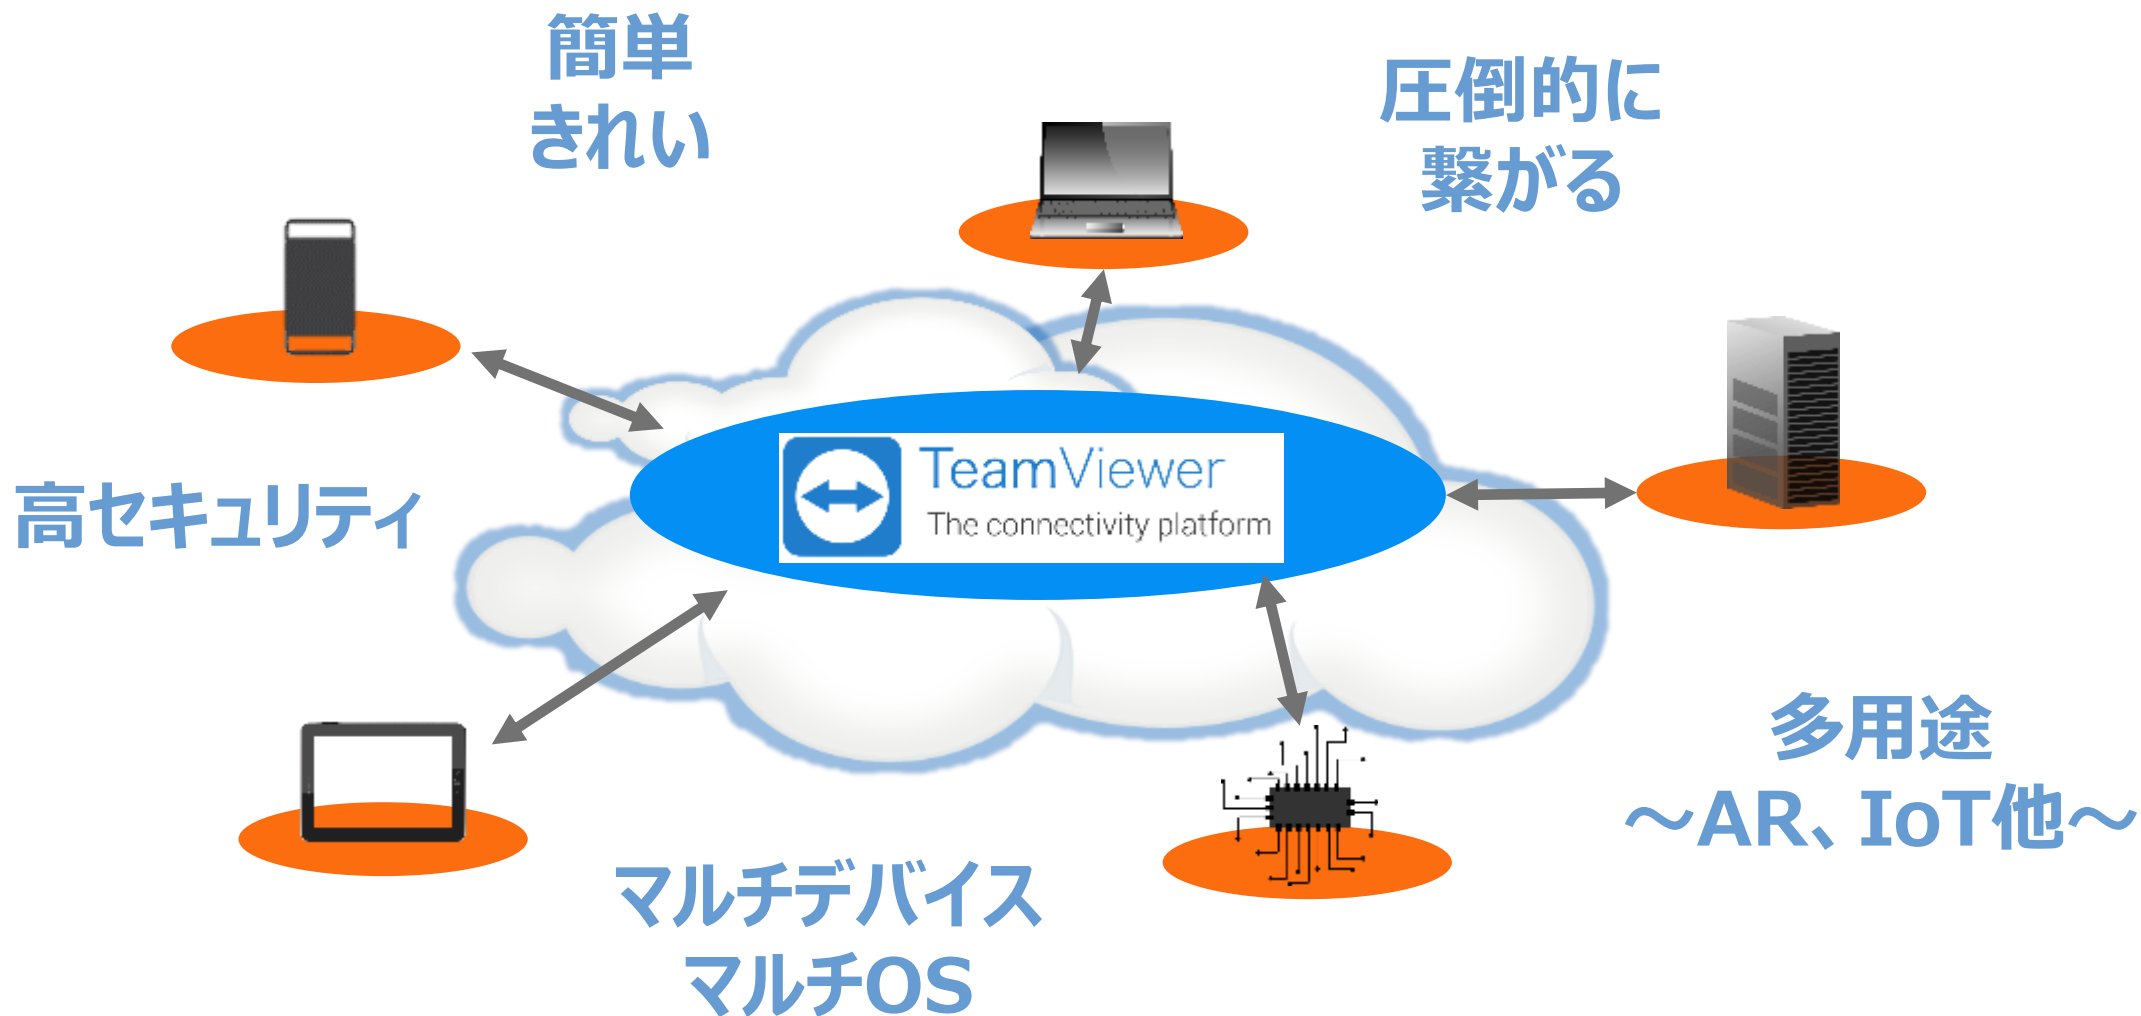 簡単
きれい
圧倒的に
繋がる
TeamViewer
The connectivity platform
高セキュリティ
多用途
～AR、IoT他～
マルチデバイス
マルチOS